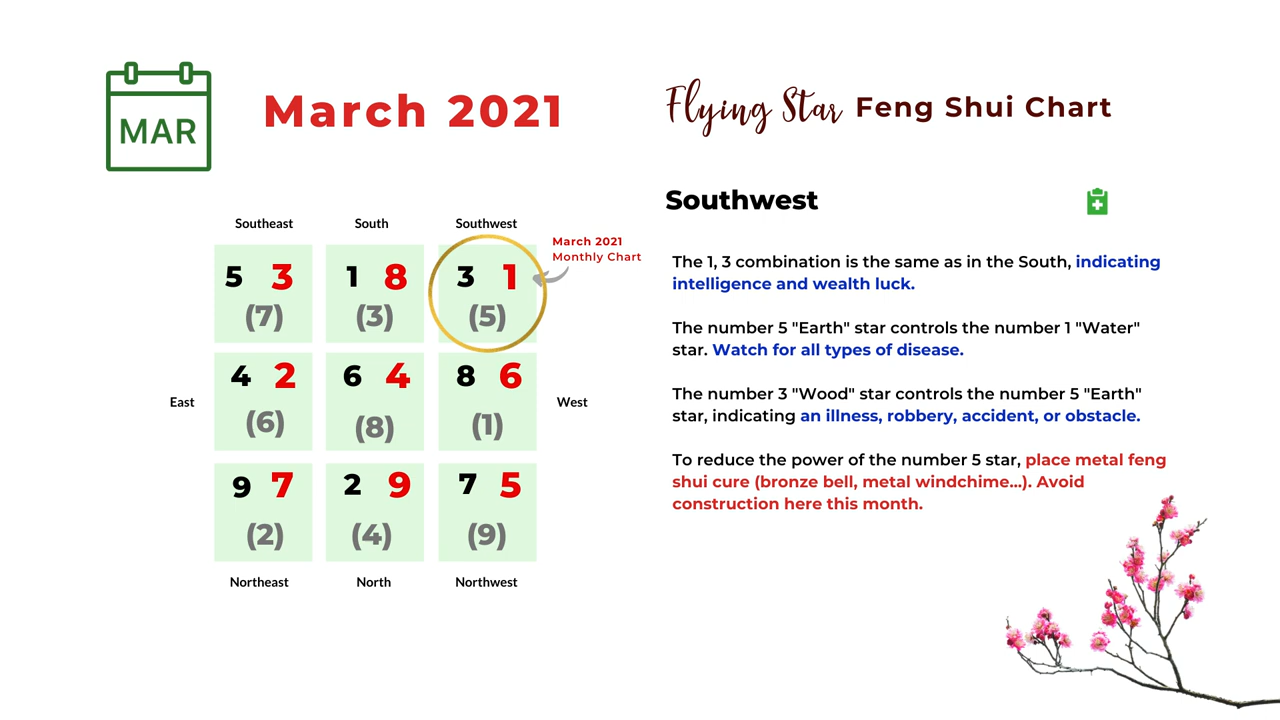 MAR
March 2021
Flying Star Feng Shui Chart
Southeast South Southwest
March 2021
Monthly Chart
5 3 1 8 3 1
(7) (3) (5)
East
4 2 6 4 8 6
(6) (8) (1)
West
9 7 2 9 7 5
(2) (4) (9)
Northeast North Northwest
Southwest
The 1, 3 combination is the same as in the South, indicating
intelligence and wealth luck.
The number 5 "Earth" star controls the number 1 "Water"
star. Watch for all types of disease.
The number 3 "Wood" star controls the number 5 "Earth"
star, indicating an illness, robbery, accident, or obstacle.
To reduce the power of the number 5 star, place metal feng
shui cure (bronze bell, metal windchime...). Avoid
construction here this month.